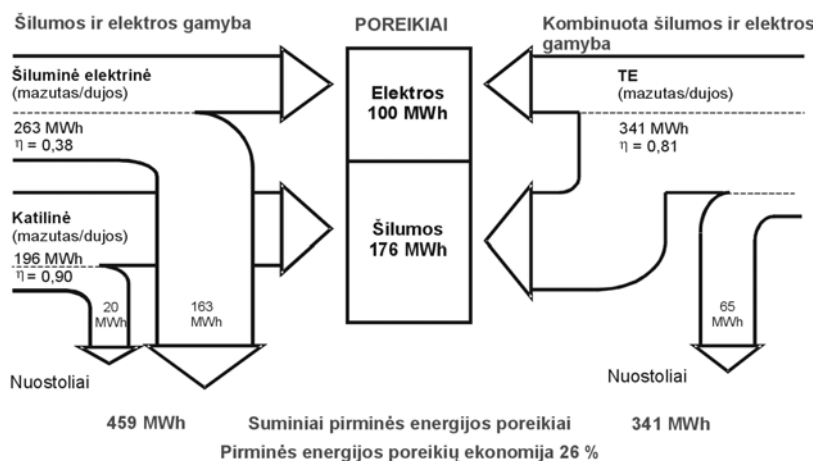 Šilumos ir elektros gamyba
POREIKIAI
Kombinuota šilumos ir elektros
gamyba
Šiluminė elektrinė
(mazutas/dujos)
263 MWh
η = 0,38
Katilinė
(mazutas/dujos)
196 MWh
η = 0,90
20
MWh
163
MWh
Nuostoliai
Elektros
100 MWh
Šilumos
176 MWh
TE
(mazutas/dujos)
341 MWh
η = 0,81
65
MWh
Nuostoliai
459 MWh Suminiai pirminės energijos poreikiai 341 MWh
Pirminės energijos poreikių ekonomija 26 %